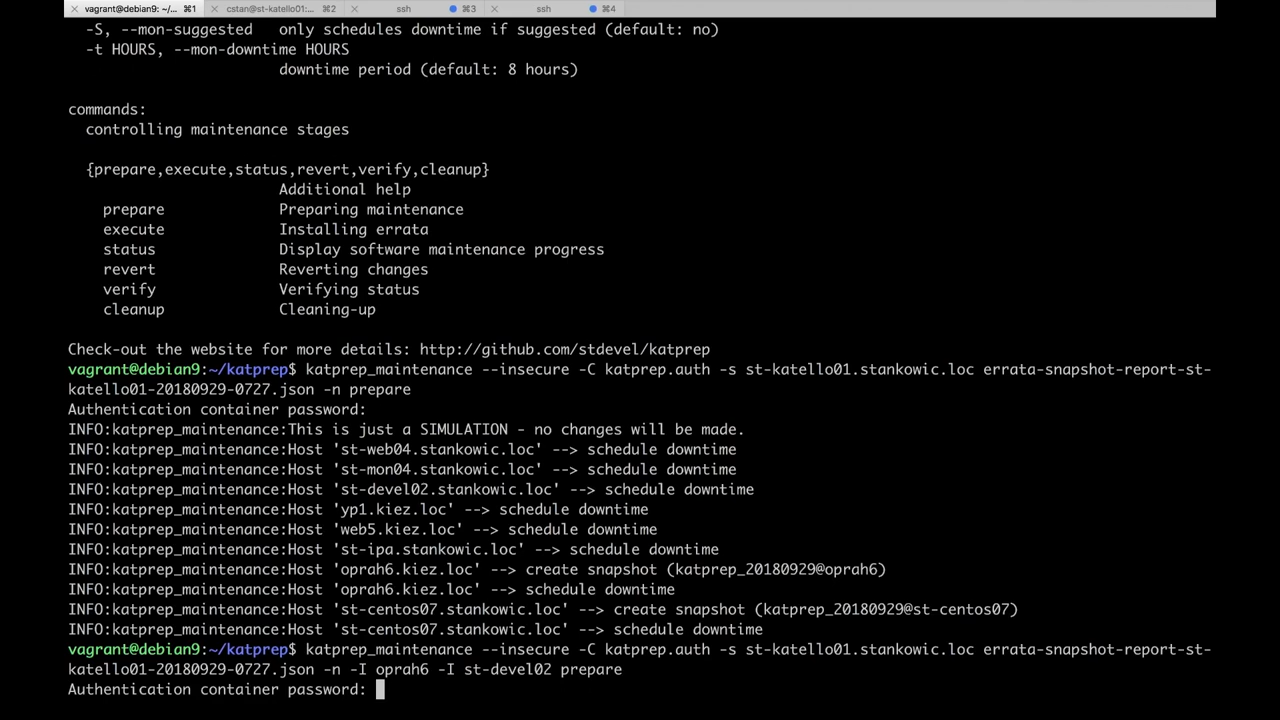 vagrant@debian9: ~/... ⌘1 cstan@st-katello01:... ⌘2 ssh ⌘3 ssh ⌘4
-S, --mon-suggested only schedules downtime if suggested (default: no)
-t HOURS, --mon-downtime HOURS
downtime period (default: 8 hours)
commands:
controlling maintenance stages
{prepare,execute,status,revert,verify,cleanup}
Additional help
prepare Preparing maintenance
execute Installing errata
status Display software maintenance progress
revert Reverting changes
verify Verifying status
cleanup Cleaning-up
Check-out the website for more details: http://github.com/stdevel/katprep
vagrant@debian9:~/katprep$ katprep_maintenance --insecure -C katprep.auth -s st-katello01.stankowic.loc errata-snapshot-report-st-
katello01-20180929-0727.json -n prepare
Authentication container password:
INFO:katprep_maintenance:This is just a SIMULATION - no changes will be made.
INFO:katprep_maintenance:Host 'st-web04.stankowic.loc' --> schedule downtime
INFO:katprep_maintenance:Host 'st-mon04.stankowic.loc' --> schedule downtime
INFO:katprep_maintenance:Host 'st-devel02.stankowic.loc' --> schedule downtime
INFO:katprep_maintenance:Host 'yp1.kiez.loc' --> schedule downtime
INFO:katprep_maintenance:Host 'web5.kiez.loc' --> schedule downtime
INFO:katprep_maintenance:Host 'st-ipa.stankowic.loc' --> schedule downtime
INFO:katprep_maintenance:Host 'oprah6.kiez.loc' --> create snapshot (katprep_20180929@oprah6)
INFO:katprep_maintenance:Host 'oprah6.kiez.loc' --> schedule downtime
INFO:katprep_maintenance:Host 'st-centos07.stankowic.loc' --> create snapshot (katprep_20180929@st-centos07)
INFO:katprep_maintenance:Host 'st-centos07.stankowic.loc' --> schedule downtime
vagrant@debian9:~/katprep$ katprep_maintenance --insecure -C katprep.auth -s st-katello01.stankowic.loc errata-snapshot-report-st-
katello01-20180929-0727.json -n -I oprah6 -I st-devel02 prepare
Authentication container password: